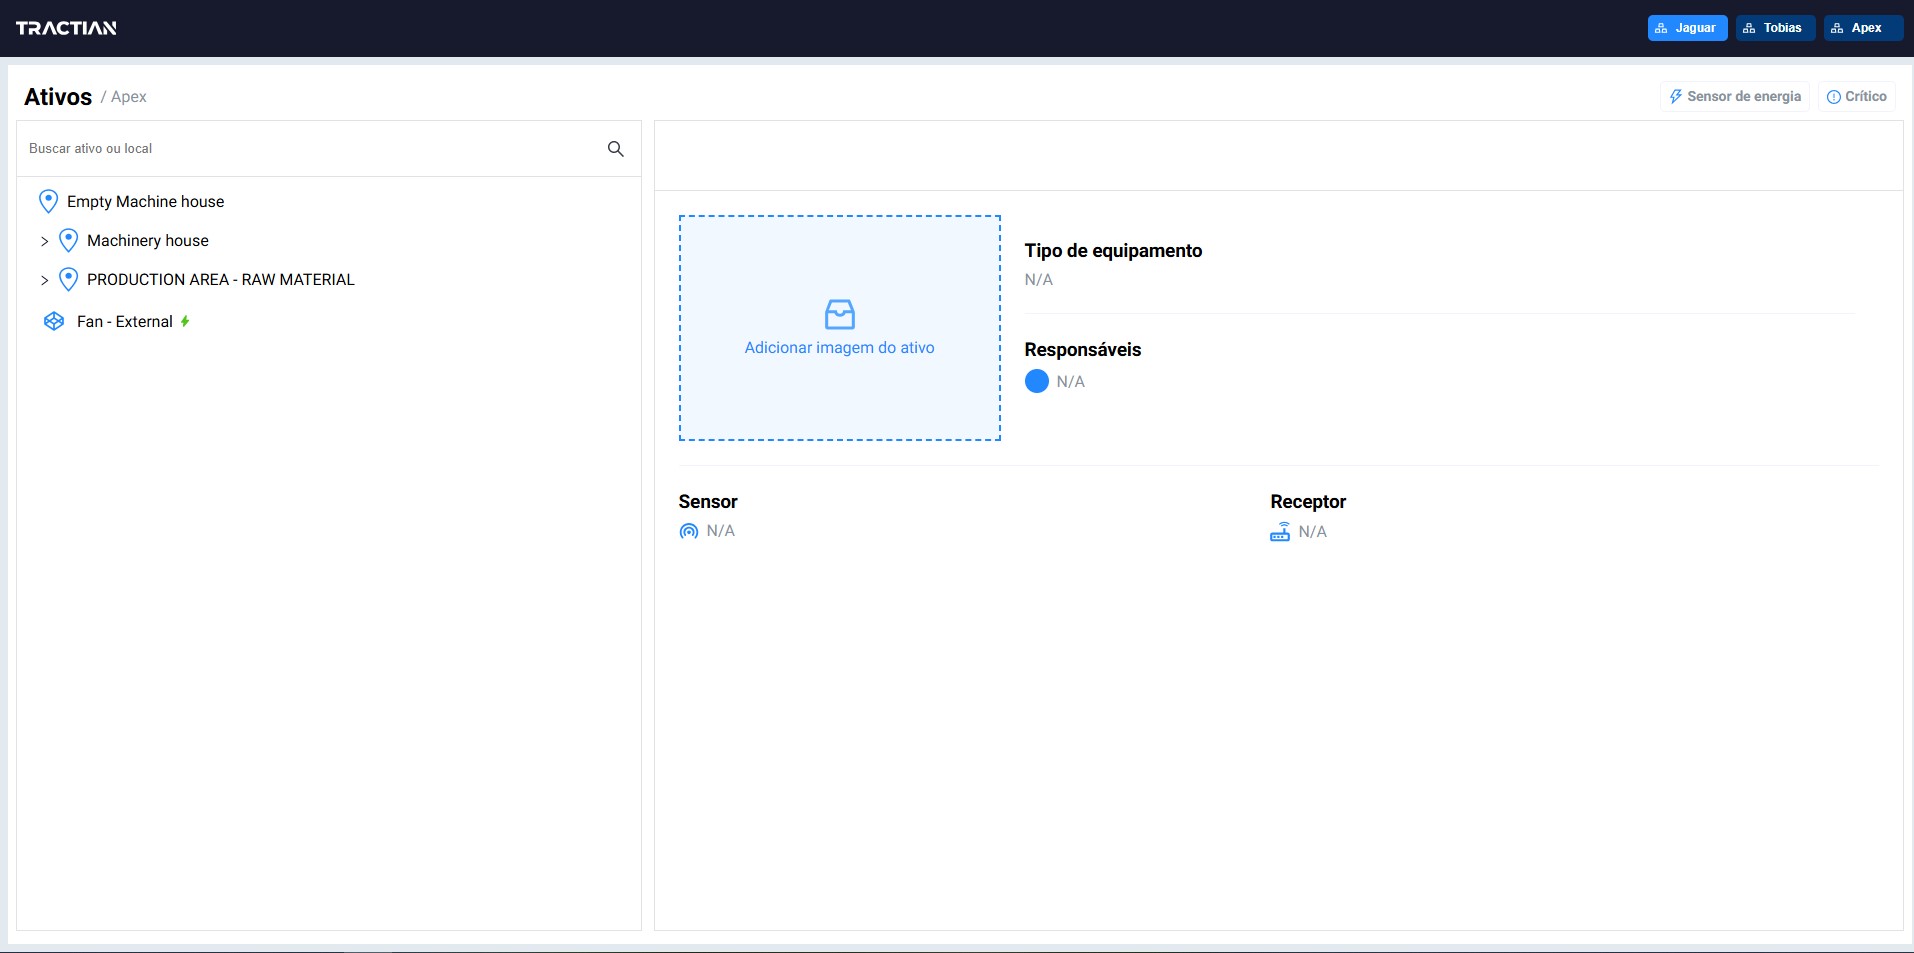 TRACTIAN
Jaguar
Tobias
Apex
Ativos / Apex
Sensor de energia
Crítico
Buscar ativo ou local
Empty Machine house
Machinery house
PRODUCTION AREA - RAW MATERIAL
Fan - External
Adicionar imagem do ativo
Tipo de equipamento
N/A
Responsáveis
N/A
Sensor
N/A
Receptor
N/A